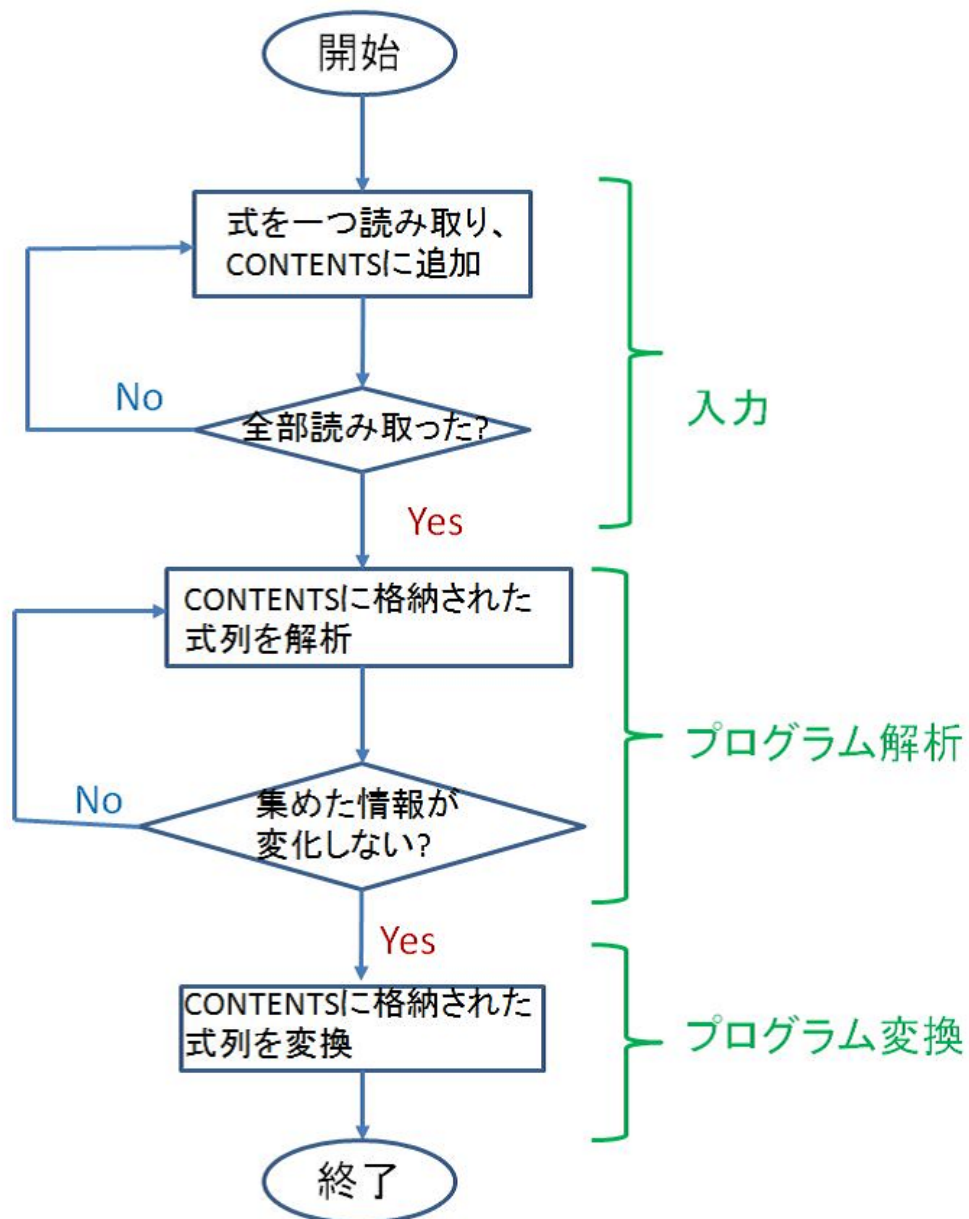 開始
式を一つ読み取り、
CONTENTSに追加
No
全部読み取った?
入力
Yes
CONTENTSに格納された
式列を解析
プログラム解析
No
集めた情報が
変化しない?
Yes
CONTENTSに格納された
式列を変換
プログラム変換
終了